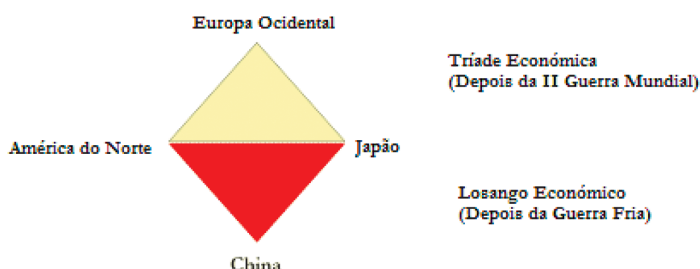 Europa Ocidental
Tríade Económica
(Depois da II Guerra Mundial)
América do Norte
Japão
Losango Económico
(Depois da Guerra Fria)
China